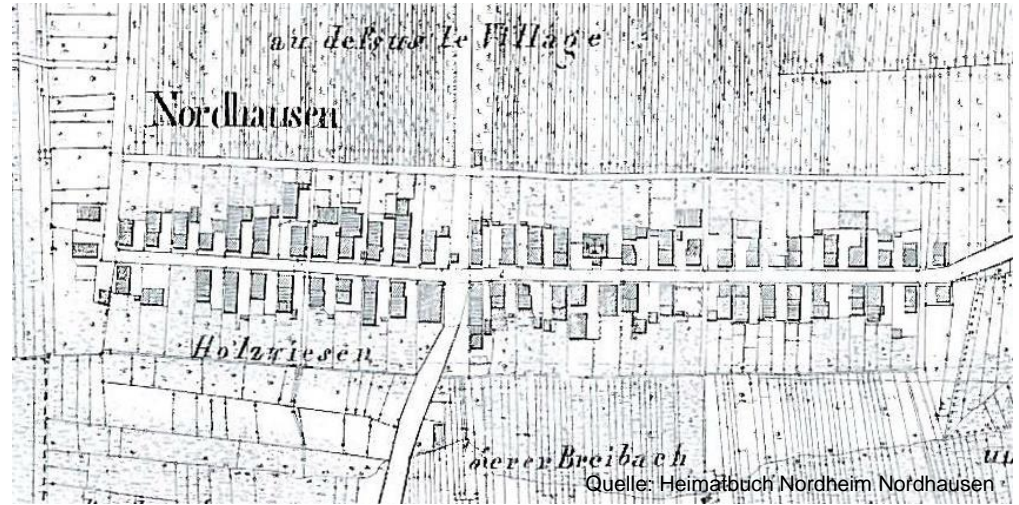 au deſsus le Village
Nordhausen
Holzwiesen
Breibach
Quelle: Heimatbuch Nordheim Nordhausen